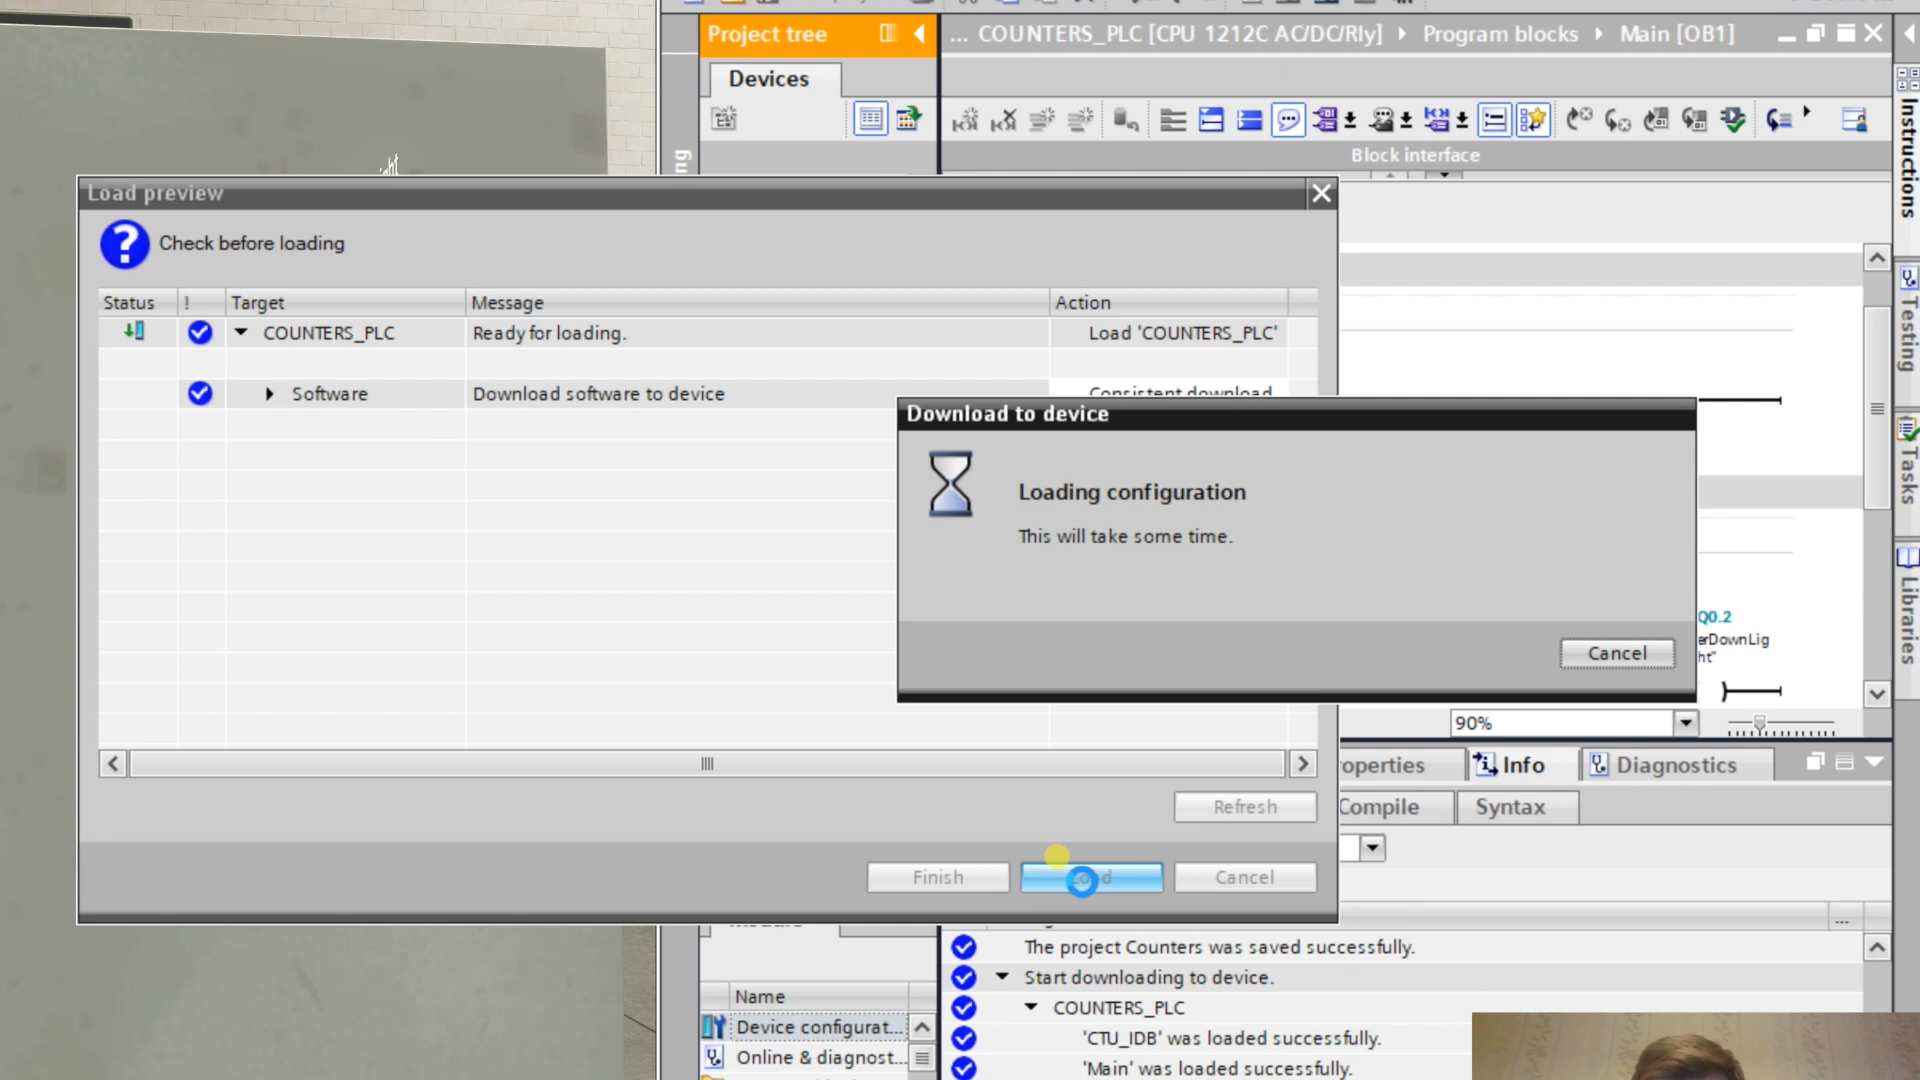 Project tree
... COUNTERS_PLC [CPU 1212C AC/DC/Rly] Program blocks Main [OB1]
Devices
Block interface
Instructions
Load preview
Check before loading
Status ! Target Message Action
COUNTERS_PLC Ready for loading. Load 'COUNTERS_PLC'
Software Download software to device Consistent download
Testing
Download to device
Loading configuration
This will take some time.
Cancel
Tasks
Libraries
Q0.2
erDownLig
ht"
90%
roperties Info Diagnostics
Refresh
Compile Syntax
Finish Load Cancel
...
The project Counters was saved successfully.
Start downloading to device.
Name
COUNTERS_PLC
Device configurat...
'CTU_IDB' was loaded successfully.
Online & diagnost...
'Main' was loaded successfully.